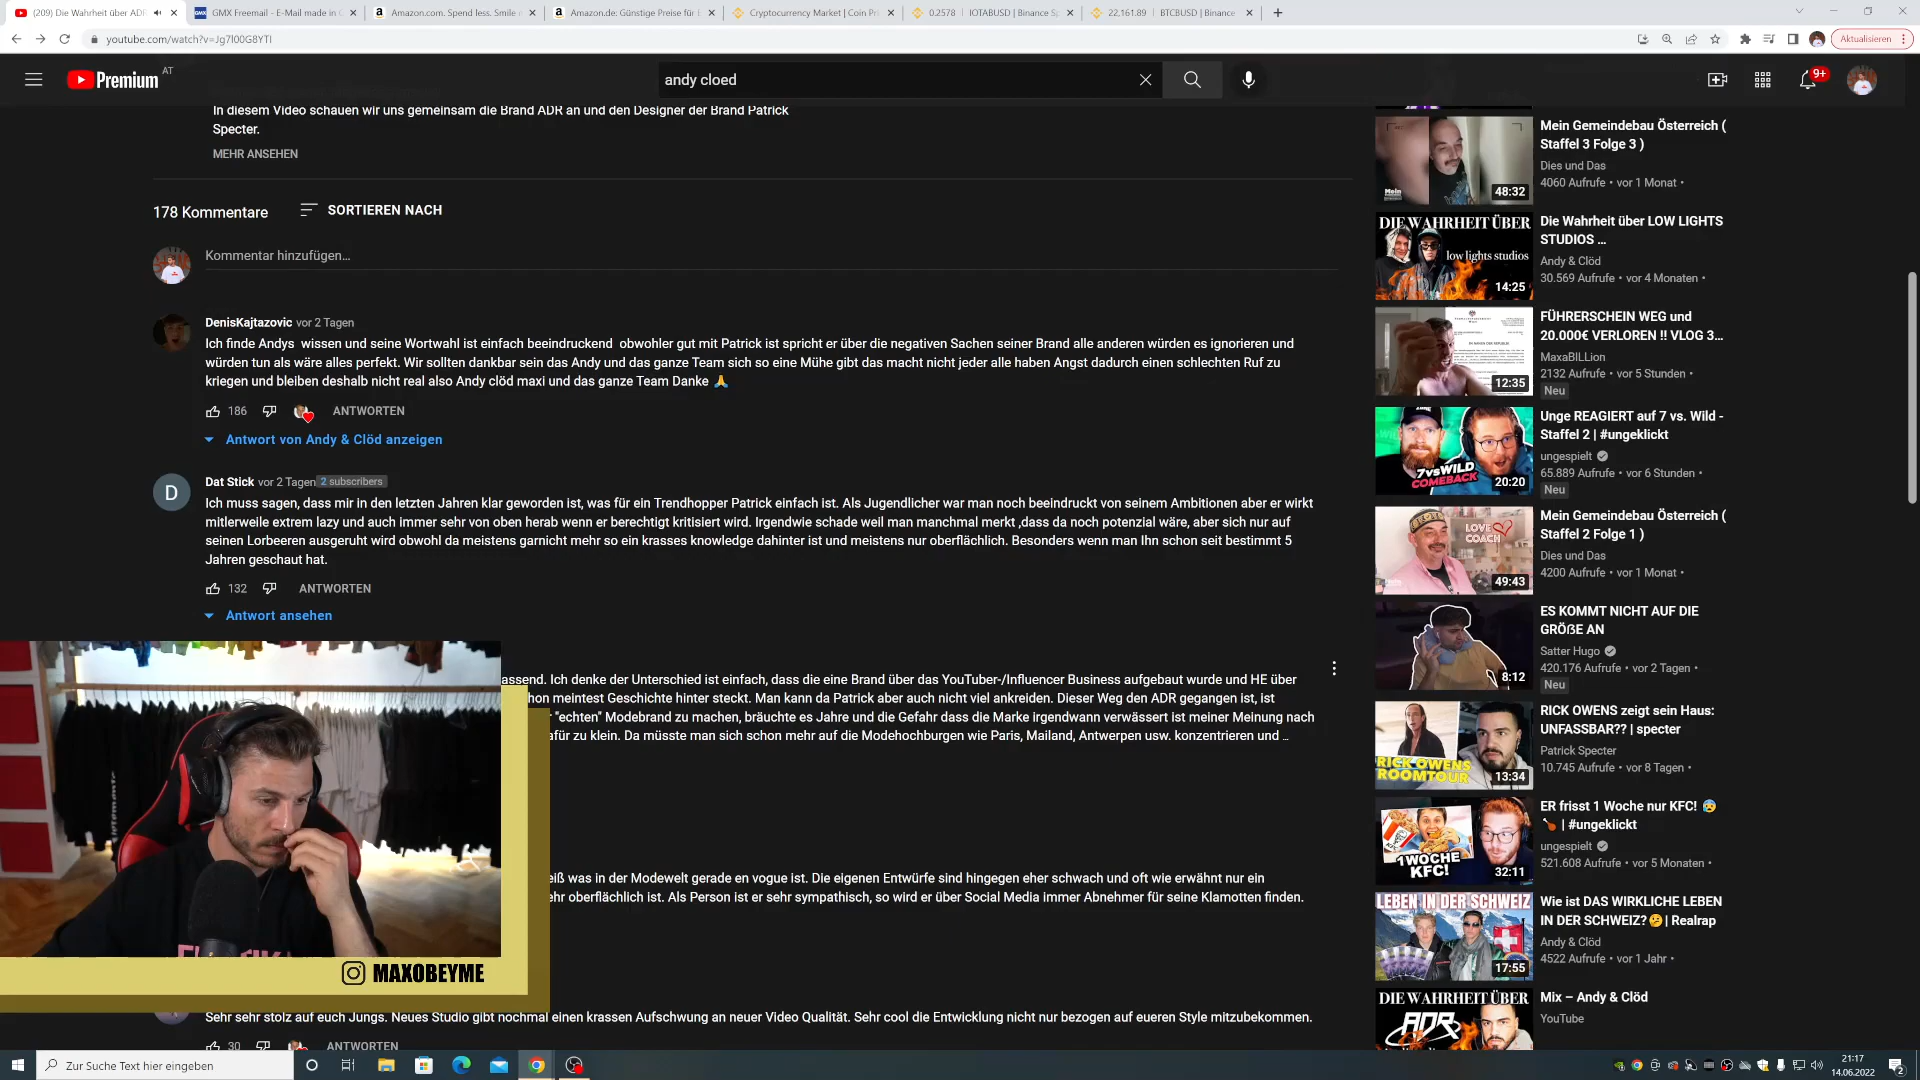 (209) Die Wahrheit über ADR
GMX Freemail - E-Mail made in G
Amazon.com. Spend less. Smile m
Amazon.de: Günstige Preise für E
Cryptocurrency Market | Coin Pri
0.2578 | IOTABUSD | Binance Sp
22,161.89 | BTCBUSD | Binance
youtube.com/watch?v=Jg7l00G8YTI
Aktualisieren
Premium AT
andy cloed
9+
In diesem Video schauen wir uns gemeinsam die Brand ADR an und den Designer der Brand Patrick
Specter.
MEHR ANSEHEN
178 Kommentare
SORTIEREN NACH
Kommentar hinzufügen...
DenisKajtazovic vor 2 Tagen
Ich finde Andys wissen und seine Wortwahl ist einfach beeindruckend obwohler gut mit Patrick ist spricht er über die negativen Sachen seiner Brand alle anderen würden es ignorieren und
würden tun als wäre alles perfekt. Wir sollten dankbar sein das Andy und das ganze Team sich so eine Mühe gibt das macht nicht jeder alle haben Angst dadurch einen schlechten Ruf zu
kriegen und bleiben deshalb nicht real also Andy clöd maxi und das ganze Team Danke 🙏
186
ANTWORTEN
Antwort von Andy & Clöd anzeigen
D
Dat Stick vor 2 Tagen 2 subscribers
Ich muss sagen, dass mir in den letzten Jahren klar geworden ist, was für ein Trendhopper Patrick einfach ist. Als Jugendlicher war man noch beeindruckt von seinem Ambitionen aber er wirkt
mitlerweile extrem lazy und auch immer sehr von oben herab wenn er berechtigt kritisiert wird. Irgendwie schade weil man manchmal merkt ,dass da noch potenzial wäre, aber sich nur auf
seinen Lorbeeren ausgeruht wird obwohl da meistens garnicht mehr so ein krasses knowledge dahinter ist und meistens nur oberflächlich. Besonders wenn man Ihn schon seit bestimmt 5
Jahren geschaut hat.
132
ANTWORTEN
Antwort ansehen
assend. Ich denke der Unterschied ist einfach, dass die eine Brand über das YouTuber-/Influencer Business aufgebaut wurde und HE über
hon meintest Geschichte hinter steckt. Man kann da Patrick aber auch nicht viel ankreiden. Dieser Weg den ADR gegangen ist, ist
"echten" Modebrand zu machen, bräuchte es Jahre und die Gefahr dass die Marke irgendwann verwässert ist meiner Meinung nach
afür zu klein. Da müsste man sich schon mehr auf die Modehochburgen wie Paris, Mailand, Antwerpen usw. konzentrieren und ...
eiß was in der Modewelt gerade en vogue ist. Die eigenen Entwürfe sind hingegen eher schwach und oft wie erwähnt nur ein
ehr oberflächlich ist. Als Person ist er sehr sympathisch, so wird er über Social Media immer Abnehmer für seine Klamotten finden.
MAXOBEYME
Sehr sehr stolz auf euch Jungs. Neues Studio gibt nochmal einen krassen Aufschwung an neuer Video Qualität. Sehr cool die Entwicklung nicht nur bezogen auf eueren Style mitzubekommen.
30
ANTWORTEN
48:32
Mein Gemeindebau Österreich (
Staffel 3 Folge 3 )
Dies und Das
4060 Aufrufe • vor 1 Monat •
DIE WAHRHEIT ÜBER
low lights studios
14:25
Die Wahrheit über LOW LIGHTS
STUDIOS ...
Andy & Clöd
30.569 Aufrufe • vor 4 Monaten •
12:35
FÜHRERSCHEIN WEG und
20.000€ VERLOREN !! VLOG 3...
MaxaBILLion
2132 Aufrufe • vor 5 Stunden •
Neu
7vsWILD
COMEBACK
20:20
Unge REAGIERT auf 7 vs. Wild -
Staffel 2 | #ungeklickt
ungespielt
65.889 Aufrufe • vor 6 Stunden •
Neu
LOVE
COACH
49:43
Mein Gemeindebau Österreich (
Staffel 2 Folge 1 )
Dies und Das
4200 Aufrufe • vor 1 Monat •
8:12
ES KOMMT NICHT AUF DIE
GRÖßE AN
Satter Hugo
420.176 Aufrufe • vor 2 Tagen •
Neu
RICK OWENS
ROOMTOUR
13:34
RICK OWENS zeigt sein Haus:
UNFASSBAR?? | specter
Patrick Specter
10.745 Aufrufe • vor 8 Tagen •
1 WOCHE
KFC!
32:11
ER frisst 1 Woche nur KFC! 😰
🍗 | #ungeklickt
ungespielt
521.608 Aufrufe • vor 5 Monaten •
LEBEN IN DER SCHWEIZ
17:55
Wie ist DAS WIRKLICHE LEBEN
IN DER SCHWEIZ?🤔| Realrap
Andy & Clöd
4522 Aufrufe • vor 1 Jahr •
DIE WAHRHEIT ÜBER
ADR
Mix – Andy & Clöd
YouTube
Zur Suche Text hier eingeben
21:17
14.06.2022
2